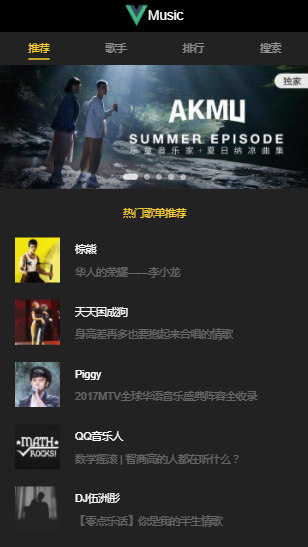 Music
推荐
歌手
排行
搜索
独家
AKMU
SUMMER EPISODE
乐童音乐家·夏日纳凉曲集
热门歌单推荐
棕熊
华人的荣耀——李小龙
天天困成狗
身高差再多也要抱起来合唱的情歌
Piggy
2017MTV全球华语音乐盛典阵容全收录
MATH
ROCKS!
QQ音乐人
数学摇滚 | 智商高的人都在听什么？
DJ伍洲彤
【零点乐话】你是我的半生情歌